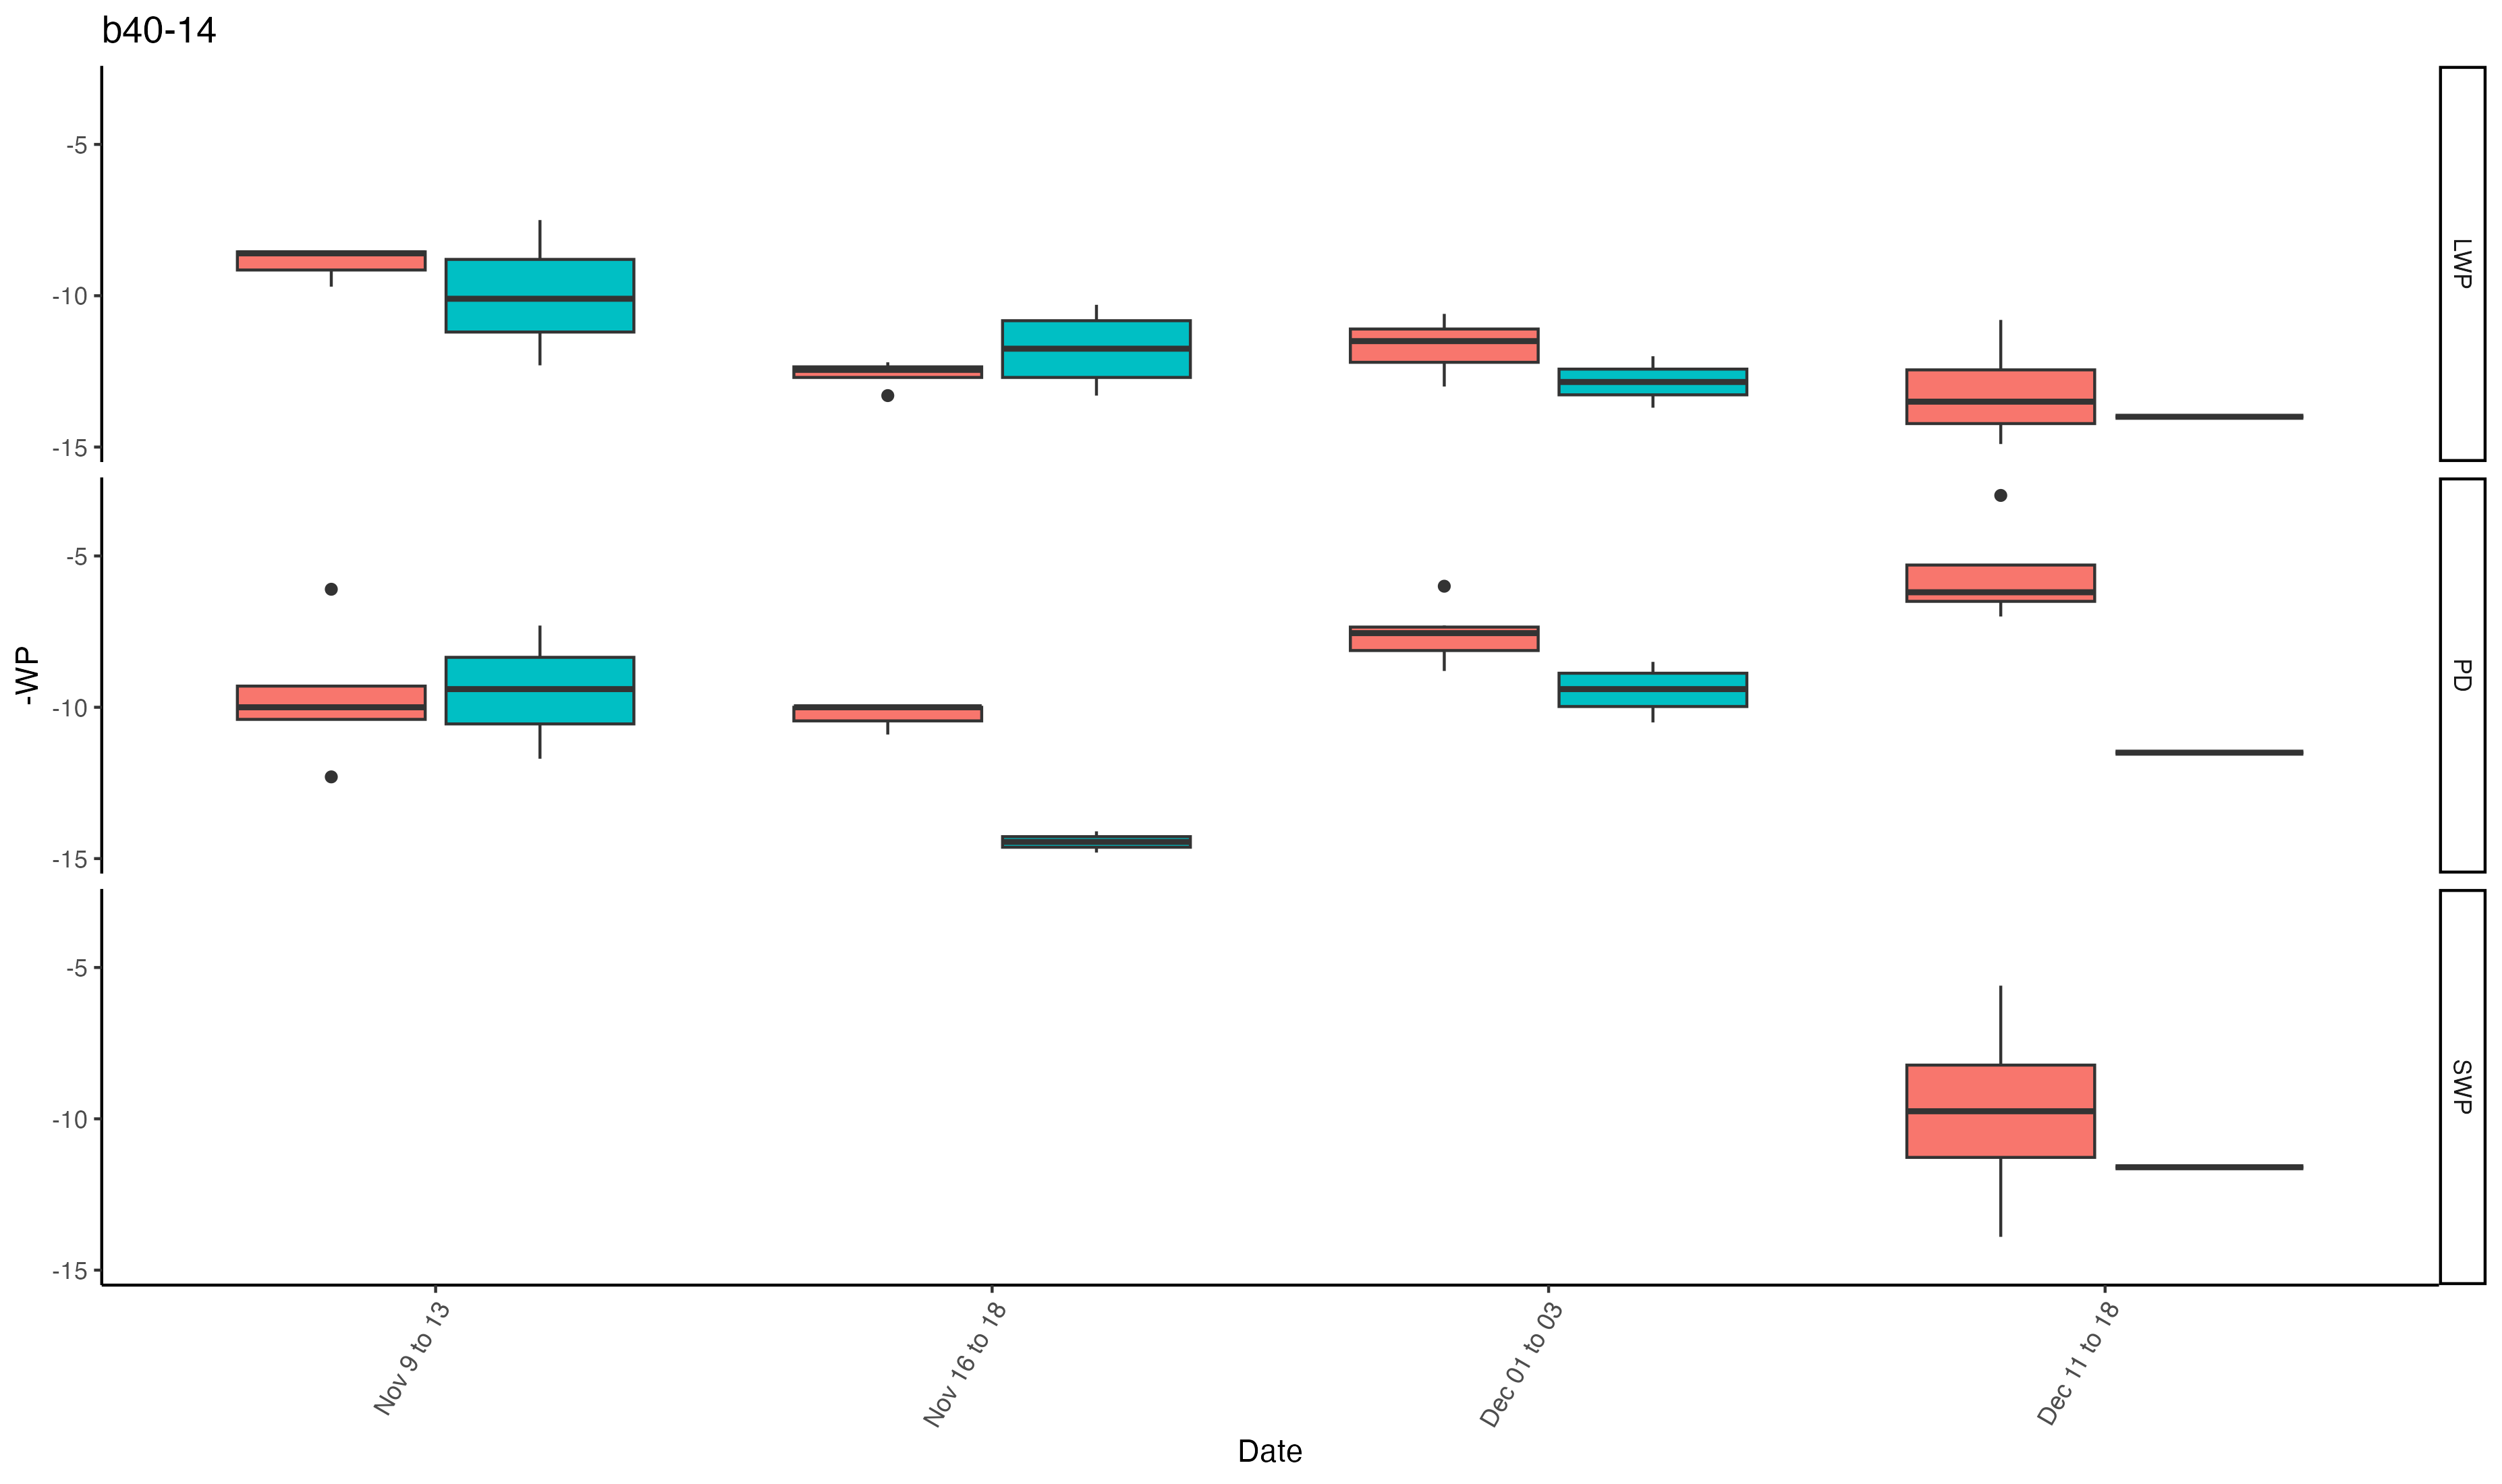 b40-14
-5
-10
-15
LWP
-WP
-5
-10
-15
PD
-5
-10
-15
SWP
Nov 9 to 13
Nov 16 to 18
Dec 01 to 03
Dec 11 to 18
Date